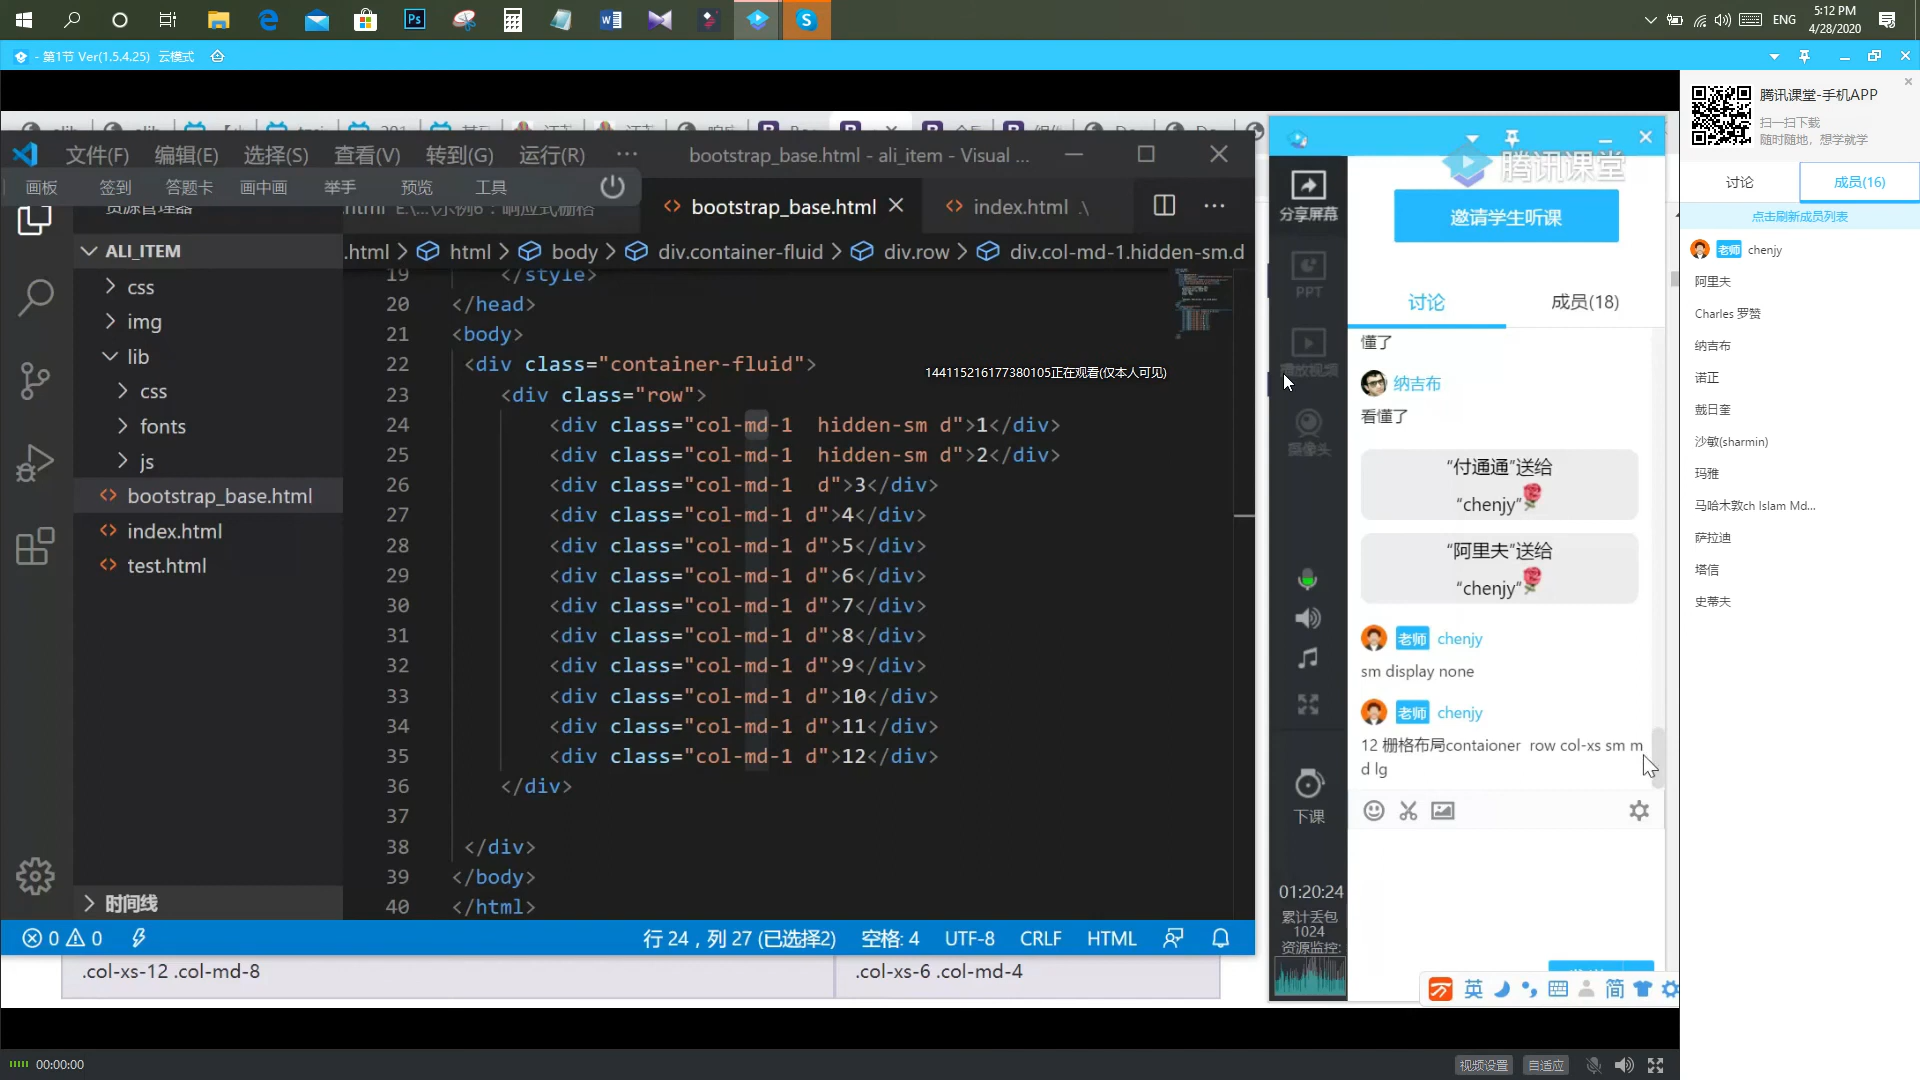 ENG
5:12 PM
4/28/2020
- 第1节 Ver(1.5.4.25) 云模式
文件(F) 编辑(E) 选择(S) 查看(V) 转到(G) 运行(R) ···
bootstrap_base.html - ali_item - Visual ...
画板 签到 答题卡 画中画 举手 预览 工具
bootstrap_base.html
index.html .\
ALI_ITEM
.html > html > body > div.container-fluid > div.row > div.col-md-1.hidden-sm.d
css
img
lib
css
fonts
js
bootstrap_base.html
index.html
test.html
时间线
19 </style>
20 </head>
21 <body>
22 <div class="container-fluid">
23 <div class="row">
24 <div class="col-md-1  hidden-sm d">1</div>
25 <div class="col-md-1  hidden-sm d">2</div>
26 <div class="col-md-1  d">3</div>
27 <div class="col-md-1 d">4</div>
28 <div class="col-md-1 d">5</div>
29 <div class="col-md-1 d">6</div>
30 <div class="col-md-1 d">7</div>
31 <div class="col-md-1 d">8</div>
32 <div class="col-md-1 d">9</div>
33 <div class="col-md-1 d">10</div>
34 <div class="col-md-1 d">11</div>
35 <div class="col-md-1 d">12</div>
36 </div>
37
38 </div>
39 </body>
40 </html>
144115216177380105正在观看(仅本人可见)
0 0
行 24，列 27 (已选择2) 空格: 4 UTF-8 CRLF HTML
.col-xs-12 .col-md-8
.col-xs-6 .col-md-4
分享屏幕
PPT
播放视频
摄像头
下课
01:20:24
累计丢包
1024
资源监控:
腾讯课堂
邀请学生听课
讨论 成员(18)
懂了
纳吉布
看懂了
“付通通”送给
“chenjy”
“阿里夫”送给
“chenjy”
老师 chenjy
sm display none
老师 chenjy
12 栅格布局contaioner  row col-xs sm m
d lg
英 简
腾讯课堂-手机APP
扫一扫下载
随时随地，想学就学
讨论 成员(16)
点击刷新成员列表
老师 chenjy
阿里夫
Charles 罗赞
纳吉布
诺正
戴日奎
沙敏(sharmin)
玛雅
马哈木敦ch Islam Md...
萨拉迪
塔信
史蒂夫
00:00:00
视频设置 自适应